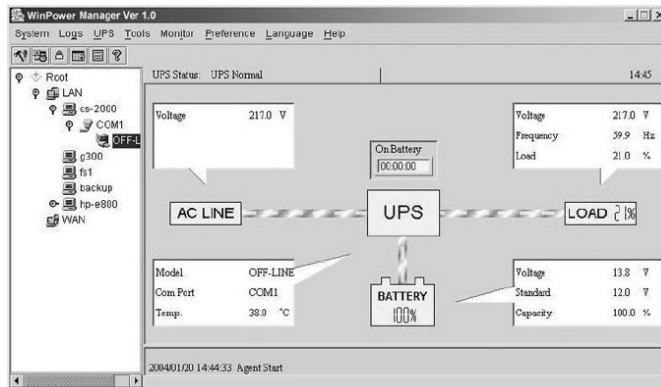 WinPower Manager Ver 1.0
System Logs UPS Tools Monitor Preference Language Help
Root
LAN
cs-2000
COM1
OFF-L
g300
fs1
backup
hp-e800
WAN
UPS Status: UPS Normal 14:45
Voltage 217.0 V
On Battery
00:00:00
Voltage 217.0 V
Frequency 59.9 Hz
Load 21.0 %
AC LINE UPS LOAD 21%
Model OFF-LINE
Com.Port COM1
Temp. 38.0 °C
BATTERY
100%
Voltage 13.8 V
Standard 12.0 V
Capacity 100.0 %
2004/01/20 14:44:33 Agent Start